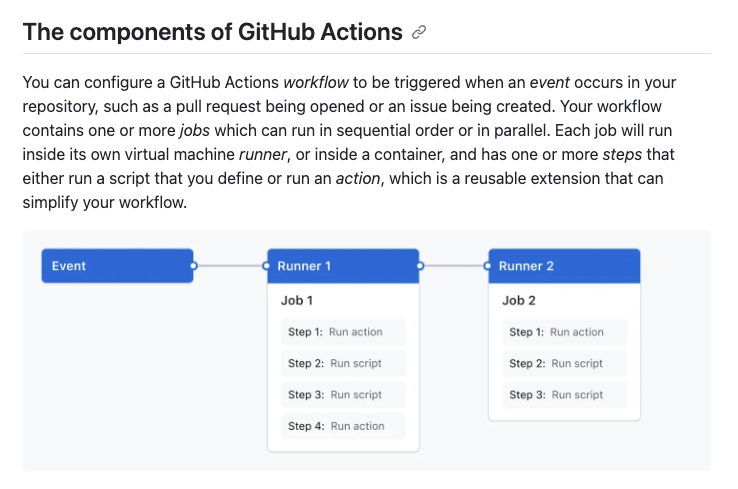 The components of GitHub Actions
You can configure a GitHub Actions workflow to be triggered when an event occurs in your
repository, such as a pull request being opened or an issue being created. Your workflow
contains one or more jobs which can run in sequential order or in parallel. Each job will run
inside its own virtual machine runner, or inside a container, and has one or more steps that
either run a script that you define or run an action, which is a reusable extension that can
simplify your workflow.
Event
Runner 1
Job 1
Step 1: Run action
Step 2: Run script
Step 3: Run script
Step 4: Run action
Runner 2
Job 2
Step 1: Run action
Step 2: Run script
Step 3: Run script